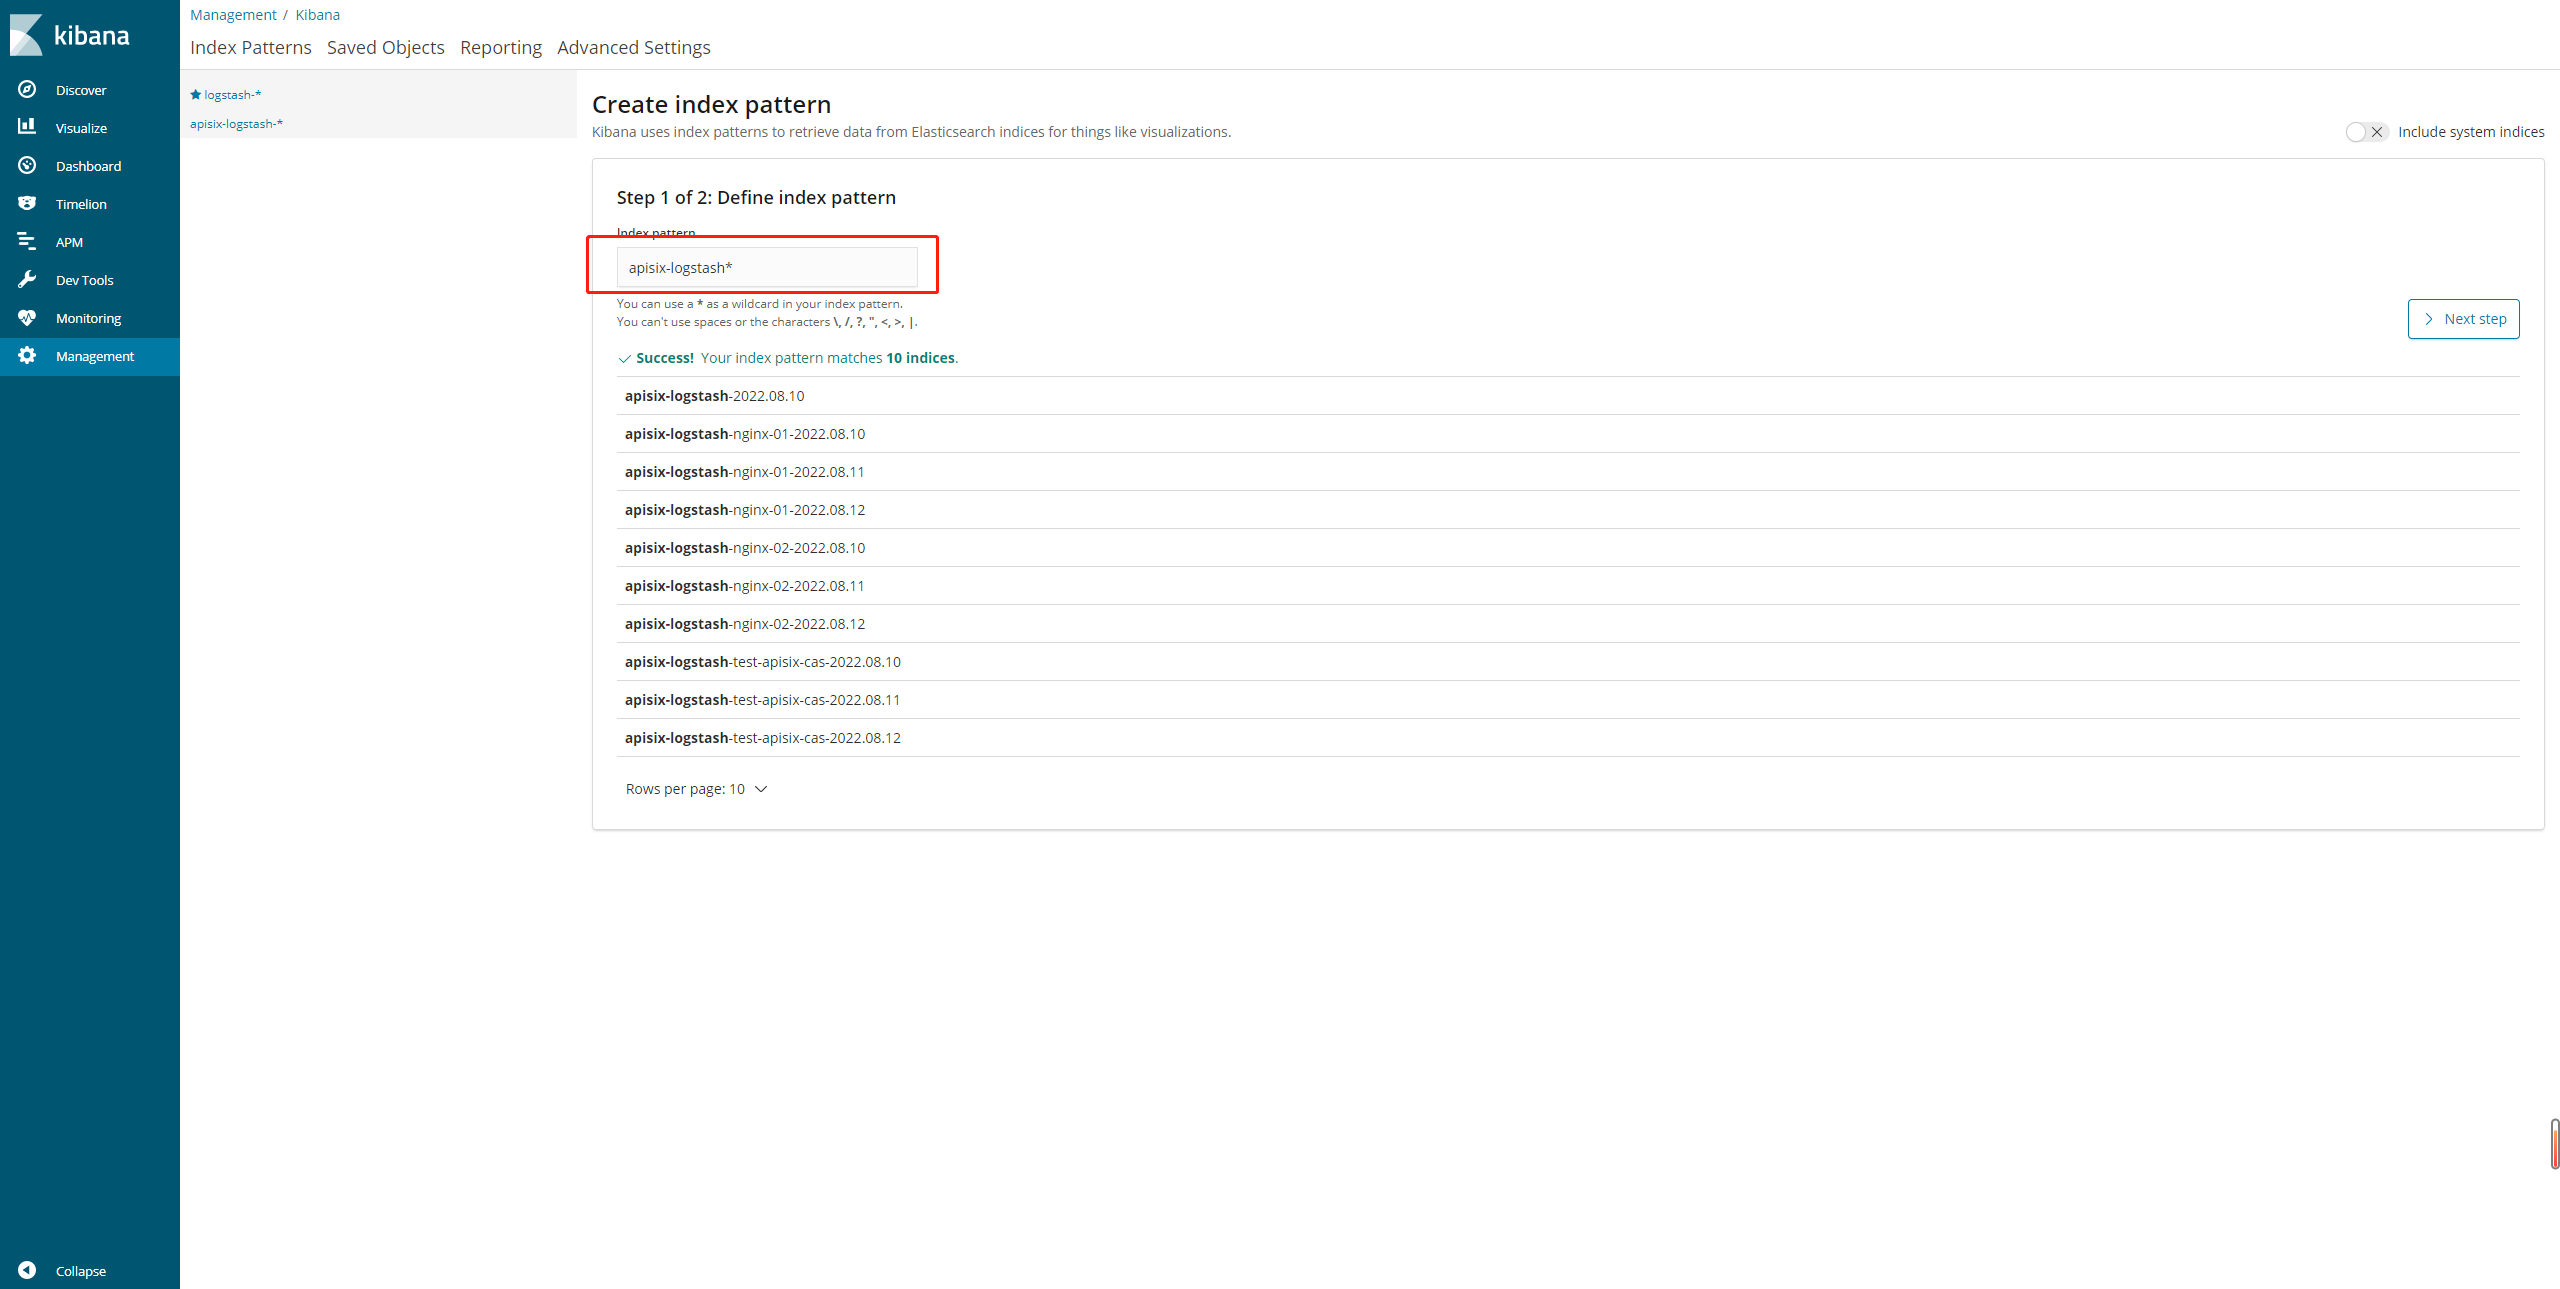 kibana
Discover
Visualize
Dashboard
Timelion
APM
Dev Tools
Monitoring
Management
Collapse
Management / Kibana
Index Patterns Saved Objects Reporting Advanced Settings
logstash-*
apisix-logstash-*
Create index pattern
Kibana uses index patterns to retrieve data from Elasticsearch indices for things like visualizations.
Include system indices
Step 1 of 2: Define index pattern
Index pattern
apisix-logstash*
You can use a * as a wildcard in your index pattern.
You can't use spaces or the characters \, /, ?, ", <, >, |.
Next step
Success! Your index pattern matches 10 indices.
apisix-logstash-2022.08.10
apisix-logstash-nginx-01-2022.08.10
apisix-logstash-nginx-01-2022.08.11
apisix-logstash-nginx-01-2022.08.12
apisix-logstash-nginx-02-2022.08.10
apisix-logstash-nginx-02-2022.08.11
apisix-logstash-nginx-02-2022.08.12
apisix-logstash-test-apisix-cas-2022.08.10
apisix-logstash-test-apisix-cas-2022.08.11
apisix-logstash-test-apisix-cas-2022.08.12
Rows per page: 10